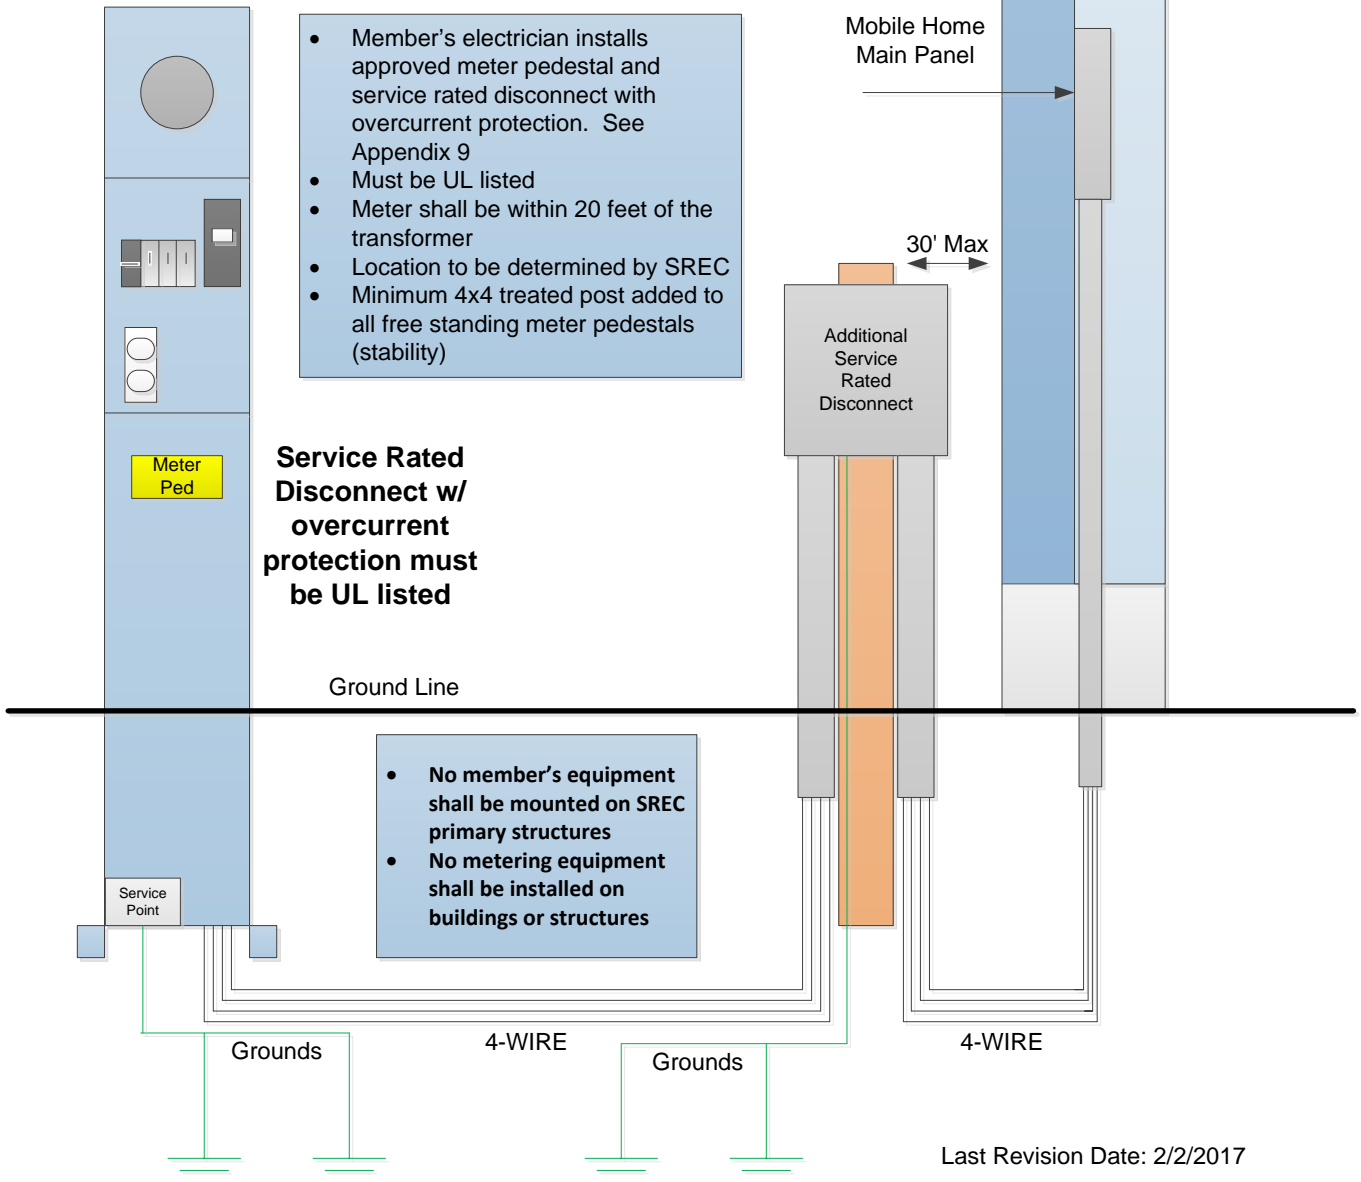 • Member's electrician installs
approved meter pedestal and
service rated disconnect with
overcurrent protection.  See
Appendix 9
• Must be UL listed
• Meter shall be within 20 feet of the
transformer
• Location to be determined by SREC
• Minimum 4x4 treated post added to
all free standing meter pedestals
(stability)
Mobile Home
Main Panel
30' Max
Additional
Service
Rated
Disconnect
Meter
Ped
Service Rated
Disconnect w/
overcurrent
protection must
be UL listed
Ground Line
• No member's equipment
shall be mounted on SREC
primary structures
• No metering equipment
shall be installed on
buildings or structures
Service
Point
Grounds
4-WIRE
Grounds
4-WIRE
Last Revision Date: 2/2/2017